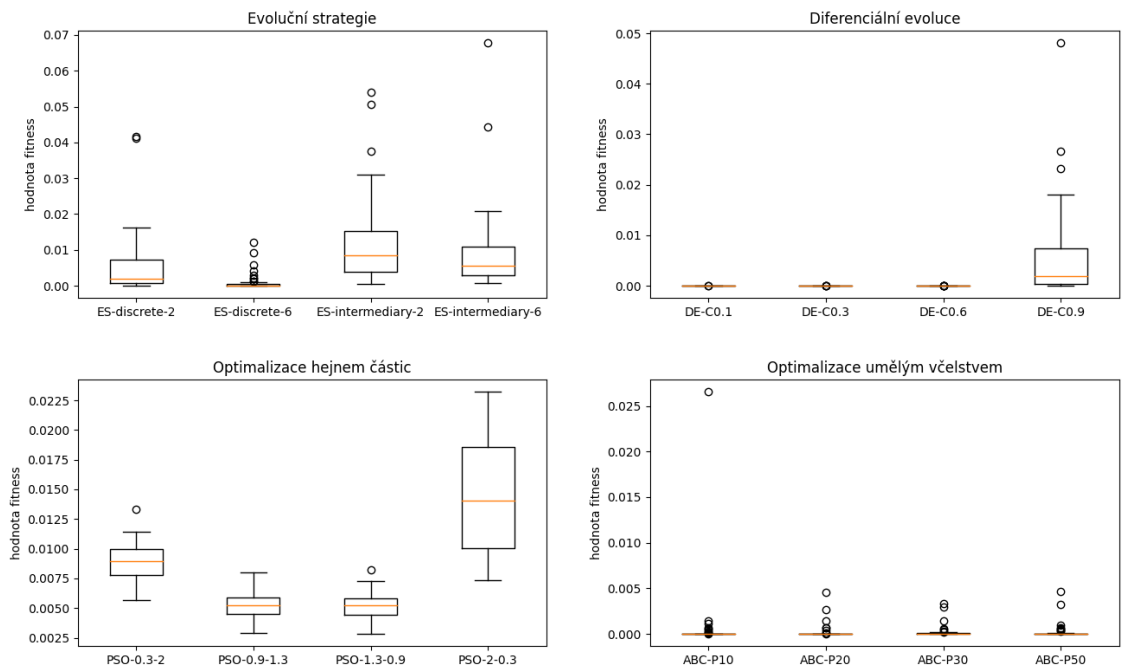 Evoluční strategie
hodnota fitness
0.07
0.06
0.05
0.04
0.03
0.02
0.01
0.00
ES-discrete-2 ES-discrete-6 ES-intermediary-2 ES-intermediary-6
Diferenciální evoluce
hodnota fitness
0.05
0.04
0.03
0.02
0.01
0.00
DE-C0.1 DE-C0.3 DE-C0.6 DE-C0.9
Optimalizace hejnem částic
hodnota fitness
0.0225
0.0200
0.0175
0.0150
0.0125
0.0100
0.0075
0.0050
0.0025
PSO-0.3-2 PSO-0.9-1.3 PSO-1.3-0.9 PSO-2-0.3
Optimalizace umělým včelstvem
hodnota fitness
0.025
0.020
0.015
0.010
0.005
0.000
ABC-P10 ABC-P20 ABC-P30 ABC-P50